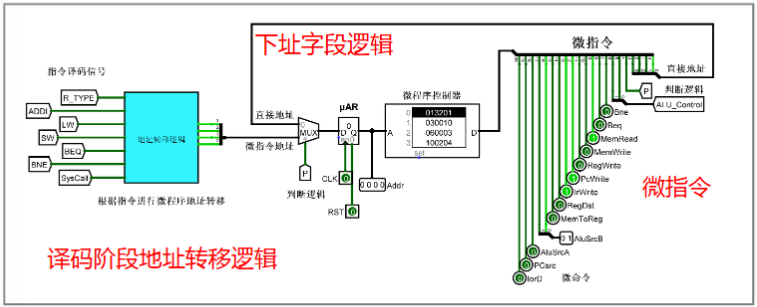 下址字段逻辑
微指令
指令译码信号
直接地址
R_TYPE
ADDI
LW
SW
BEQ
BNE
SysCall
地址转移逻辑
根据指令进行微程序地址转移
直接地址
微指令地址
0
MUX
1
P
判断逻辑
μAR
D Q
0
CLK
RST
0 0 0 0
Addr
微程序控制器
A
D
0 013201
1 030010
2 060003
3 100204
sel
判断逻辑
P
ALU_Control
Bne
Beq
MemRead
MemWrite
RegWrite
PcWrite
IrWrite
RegDst
MemToReg
0 1
AluSrcB
AluSrcA
PCsrc
IorD
微命令
微指令
译码阶段地址转移逻辑